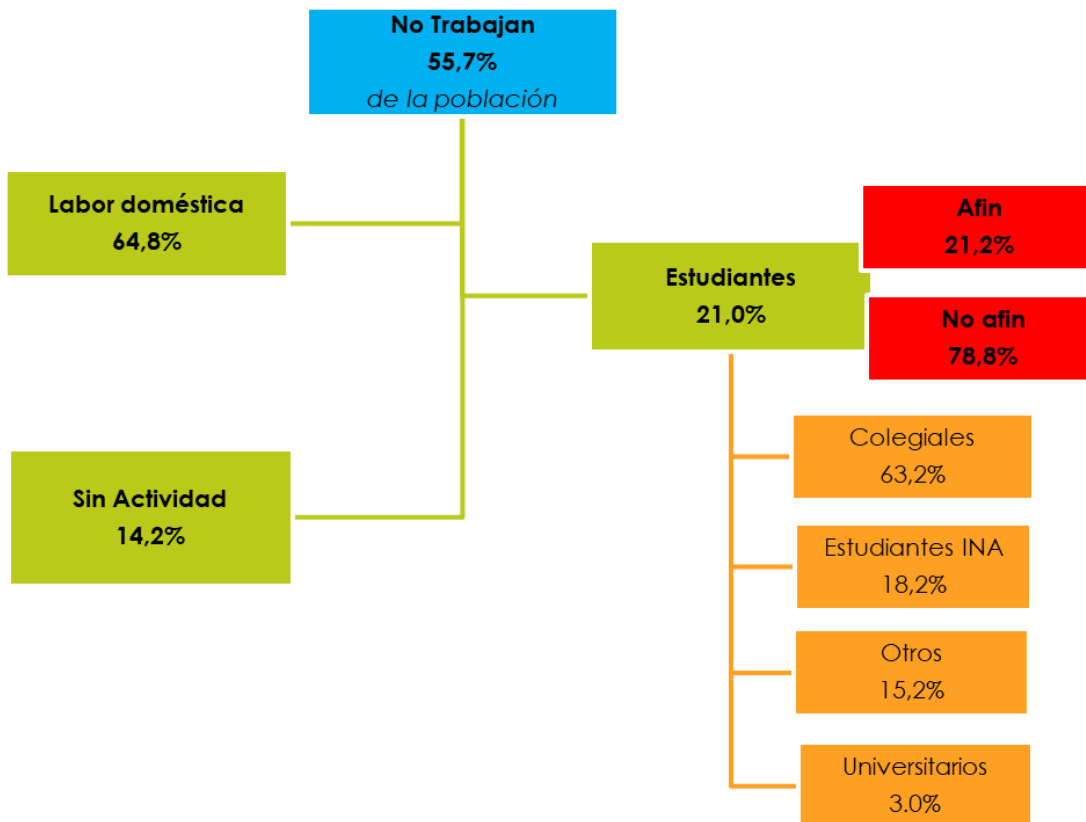 No Trabajan
55,7%
de la población
Labor doméstica
64,8%
Sin Actividad
14,2%
Estudiantes
21,0%
Afin
21,2%
No afin
78,8%
Colegiales
63,2%
Estudiantes INA
18,2%
Otros
15,2%
Universitarios
3.0%